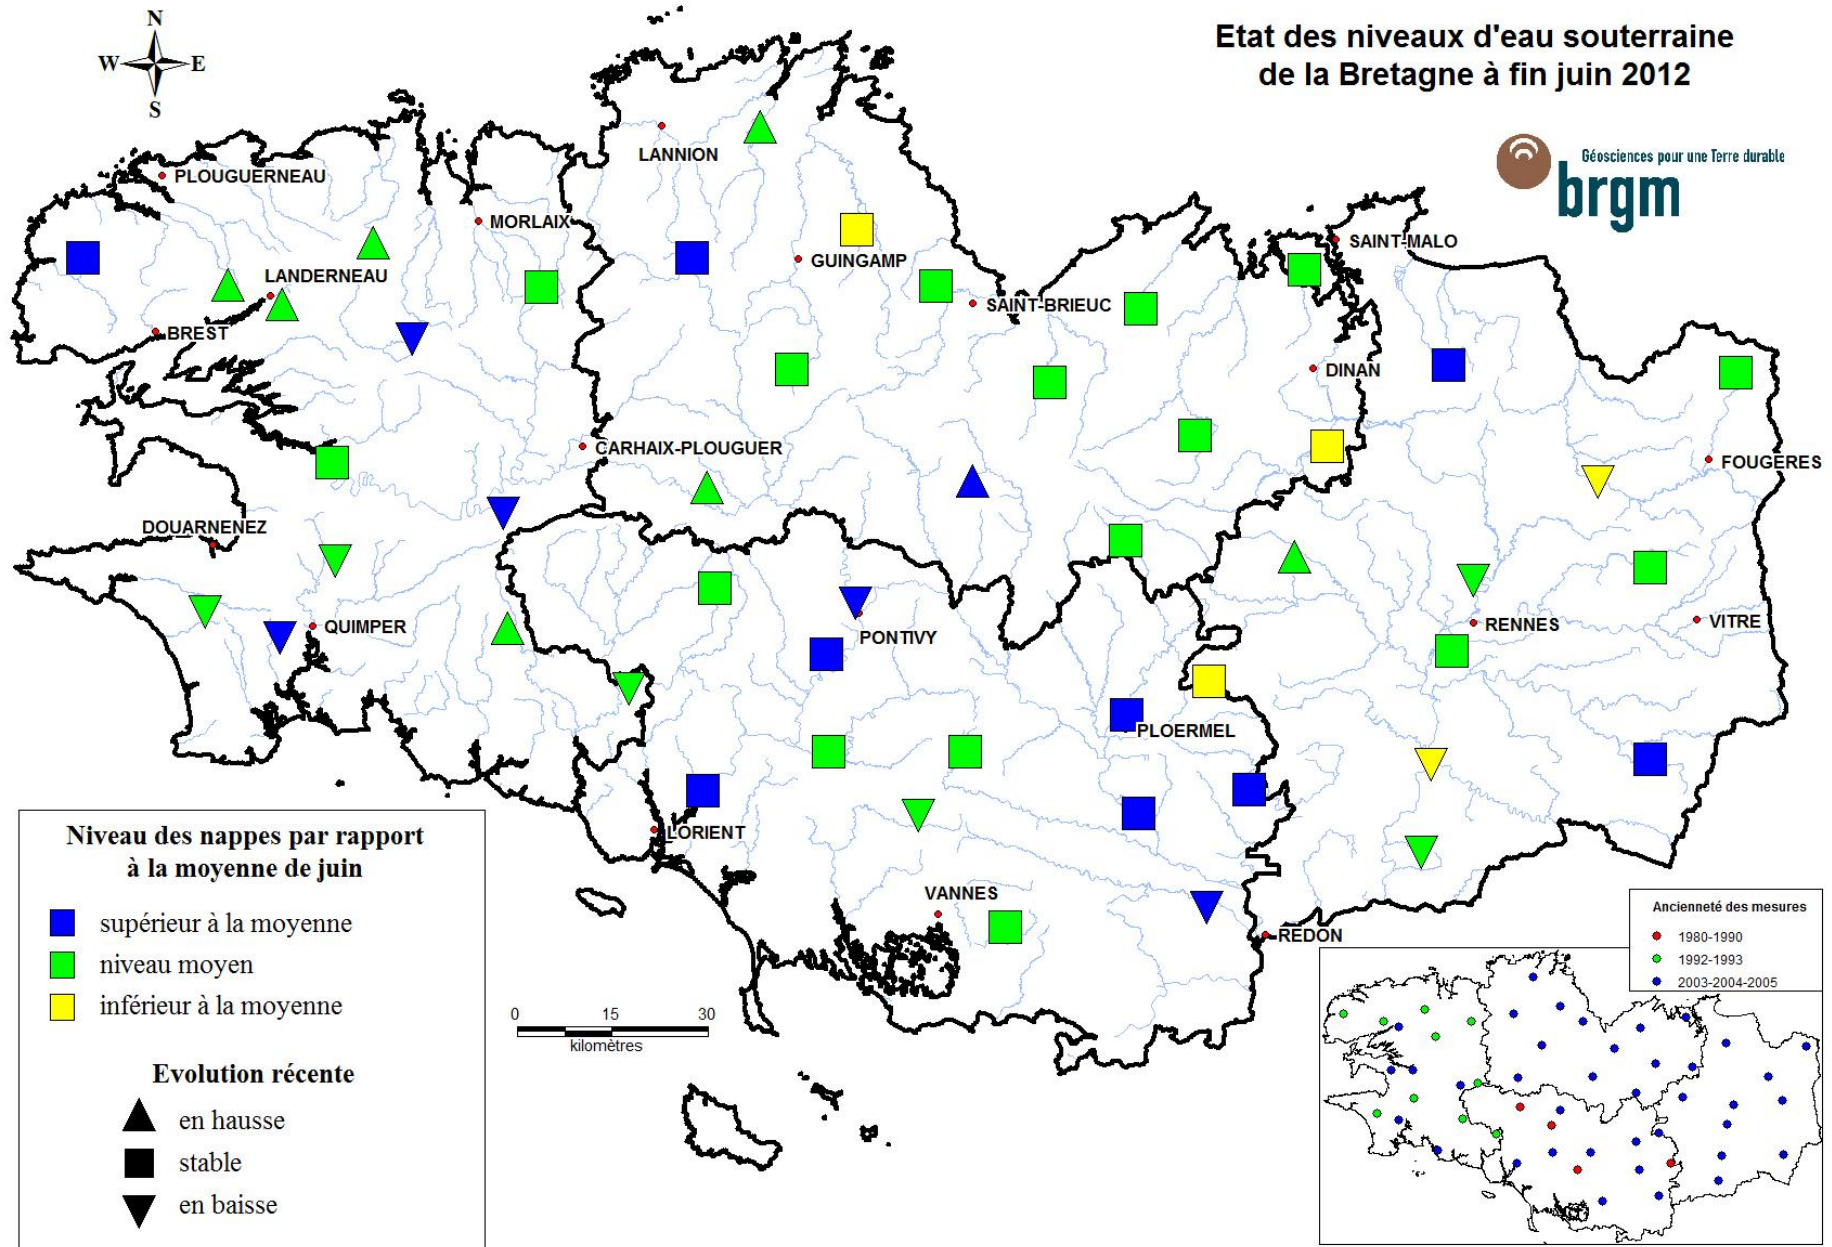 Etat des niveaux d'eau souterraine
de la Bretagne à fin juin 2012
N
W
E
S
Géosciences pour une Terre durable
brgm
LANNION
PLOUGUERNEAU
MORLAIX
SAINT-MALO
GUINGAMP
LANDERNEAU
SAINT-BRIEUC
BREST
DINAN
CARHAIX-PLOUGUER
FOUGERES
DOUARNENEZ
QUIMPER
PONTIVY
RENNES
VITRE
PLOERMEL
LORIENT
VANNES
REDON
0 15 30
kilomètres
Niveau des nappes par rapport
à la moyenne de juin
supérieur à la moyenne
niveau moyen
inférieur à la moyenne
Evolution récente
en hausse
stable
en baisse
Ancienneté des mesures
1980-1990
1992-1993
2003-2004-2005